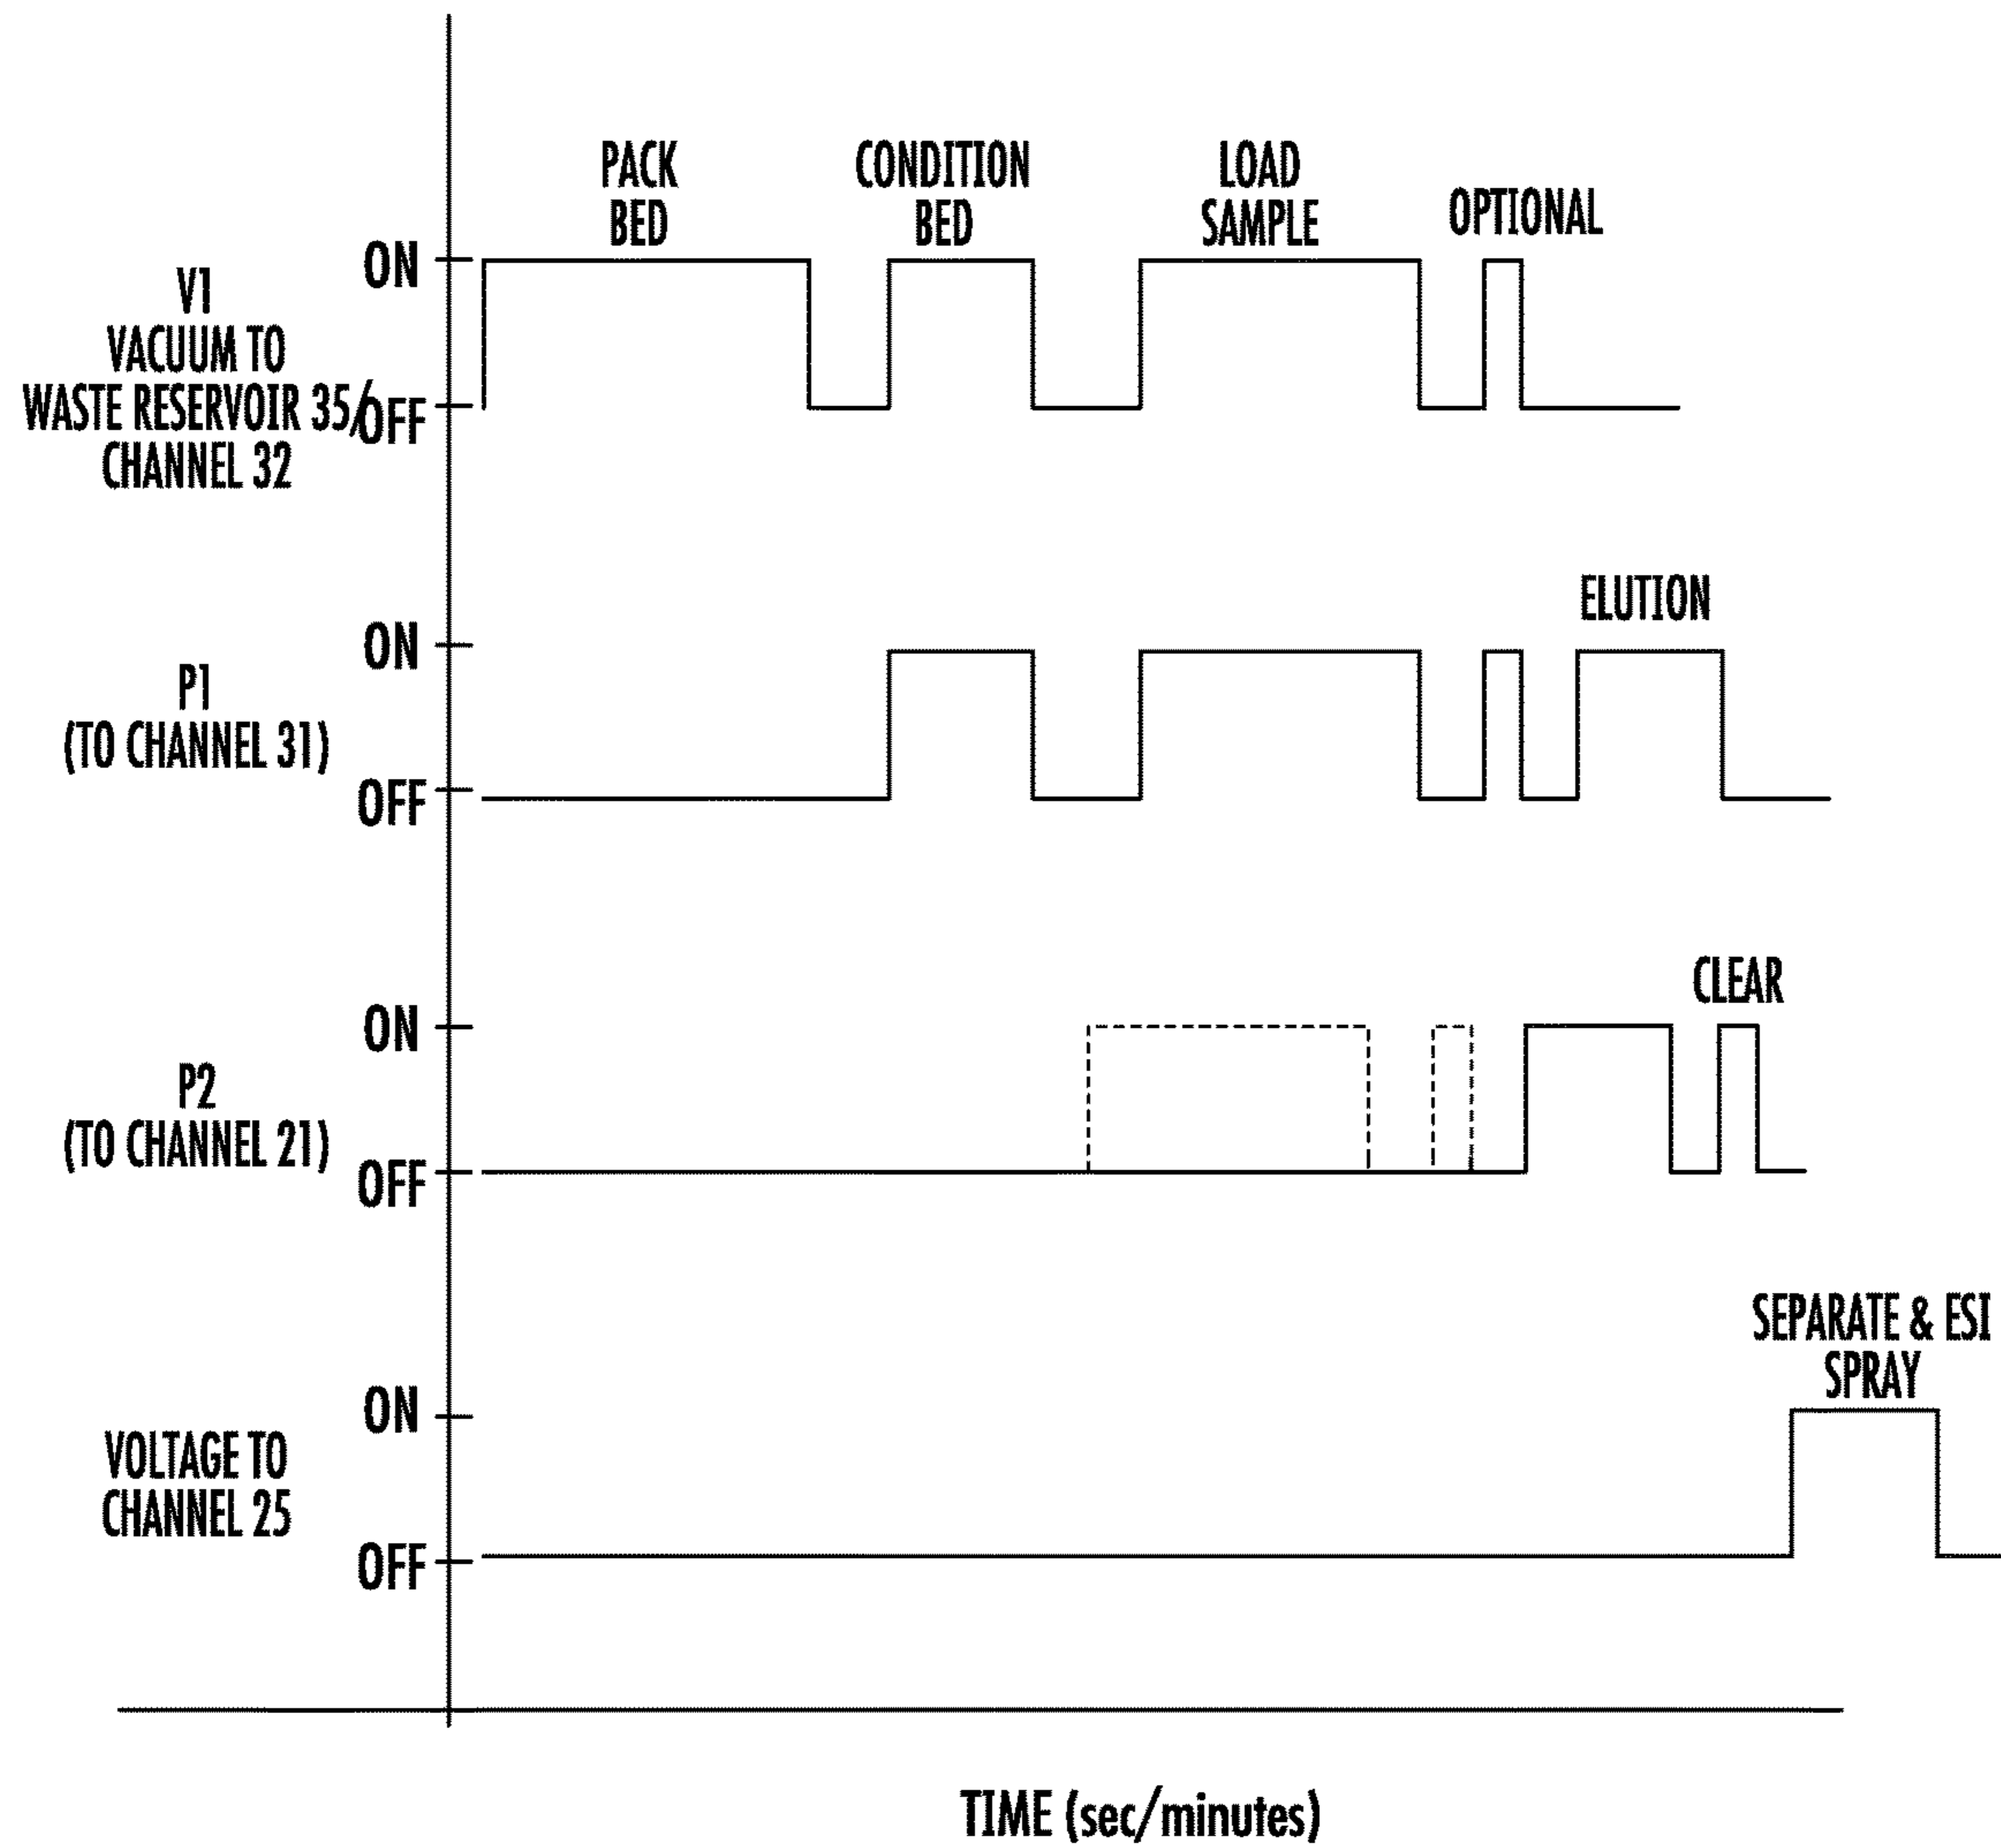 PACK
BED
CONDITION
BED
LOAD
SAMPLE
OPTIONAL
ON
OFF
V1
VACUUM TO
WASTE RESERVOIR 35/
CHANNEL 32
ELUTION
ON
OFF
P1
(TO CHANNEL 31)
CLEAR
ON
OFF
P2
(TO CHANNEL 21)
SEPARATE & ESI
SPRAY
ON
OFF
VOLTAGE TO
CHANNEL 25
TIME (sec/minutes)